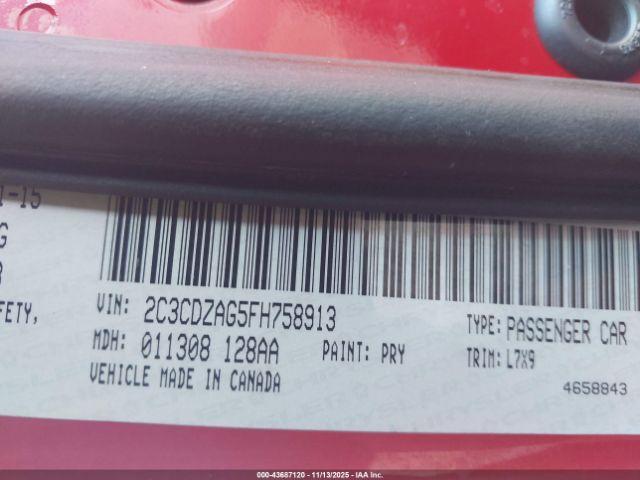 1-15
G
FETY,
VIN: 2C3CDZAG5FH758913
TYPE: PASSENGER CAR
MDH: 011308 128AA PAINT: PRY TRIM: L7X9
VEHICLE MADE IN CANADA
4658843
000-43687120 - 11/13/2025 - IAA Inc.